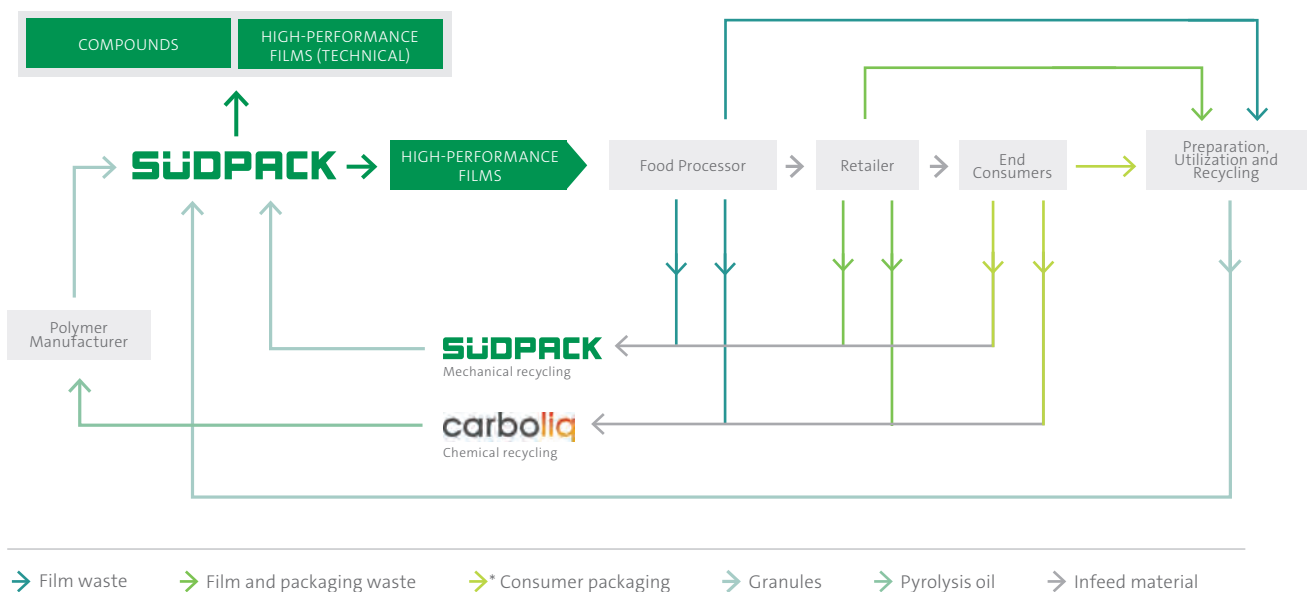 COMPOUNDS
HIGH-PERFORMANCE
FILMS (TECHNICAL)
SÜDPACK
HIGH-PERFORMANCE
FILMS
Food Processor
Retailer
End
Consumers
Preparation,
Utilization and
Recycling
Polymer
Manufacturer
SÜDPACK
Mechanical recycling
carboliq
Chemical recycling
Film waste
Film and packaging waste
* Consumer packaging
Granules
Pyrolysis oil
Infeed material